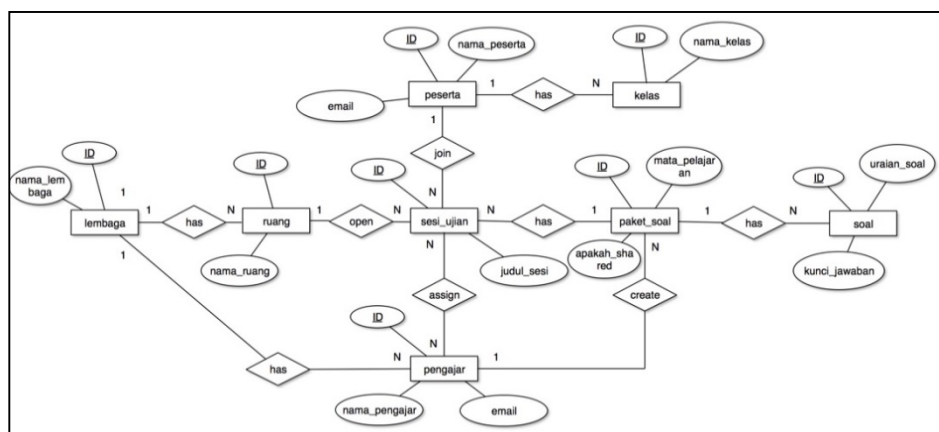 ID
nama_peserta
ID
nama_kelas
email
peserta
1
has
N
kelas
1
join
ID
nama_lem
baga
ID
ID
ID
mata_pelajar
an
ID
uraian_soal
1
N
lembaga
1
has
N
ruang
1
open
N
sesi_ujian
N
has
1
paket_soal
1
has
N
soal
1
nama_ruang
N
judul_sesi
apakah_sha
red
N
kunci_jawaban
assign
create
ID
has
N
N
pengajar
1
nama_pengajar
email